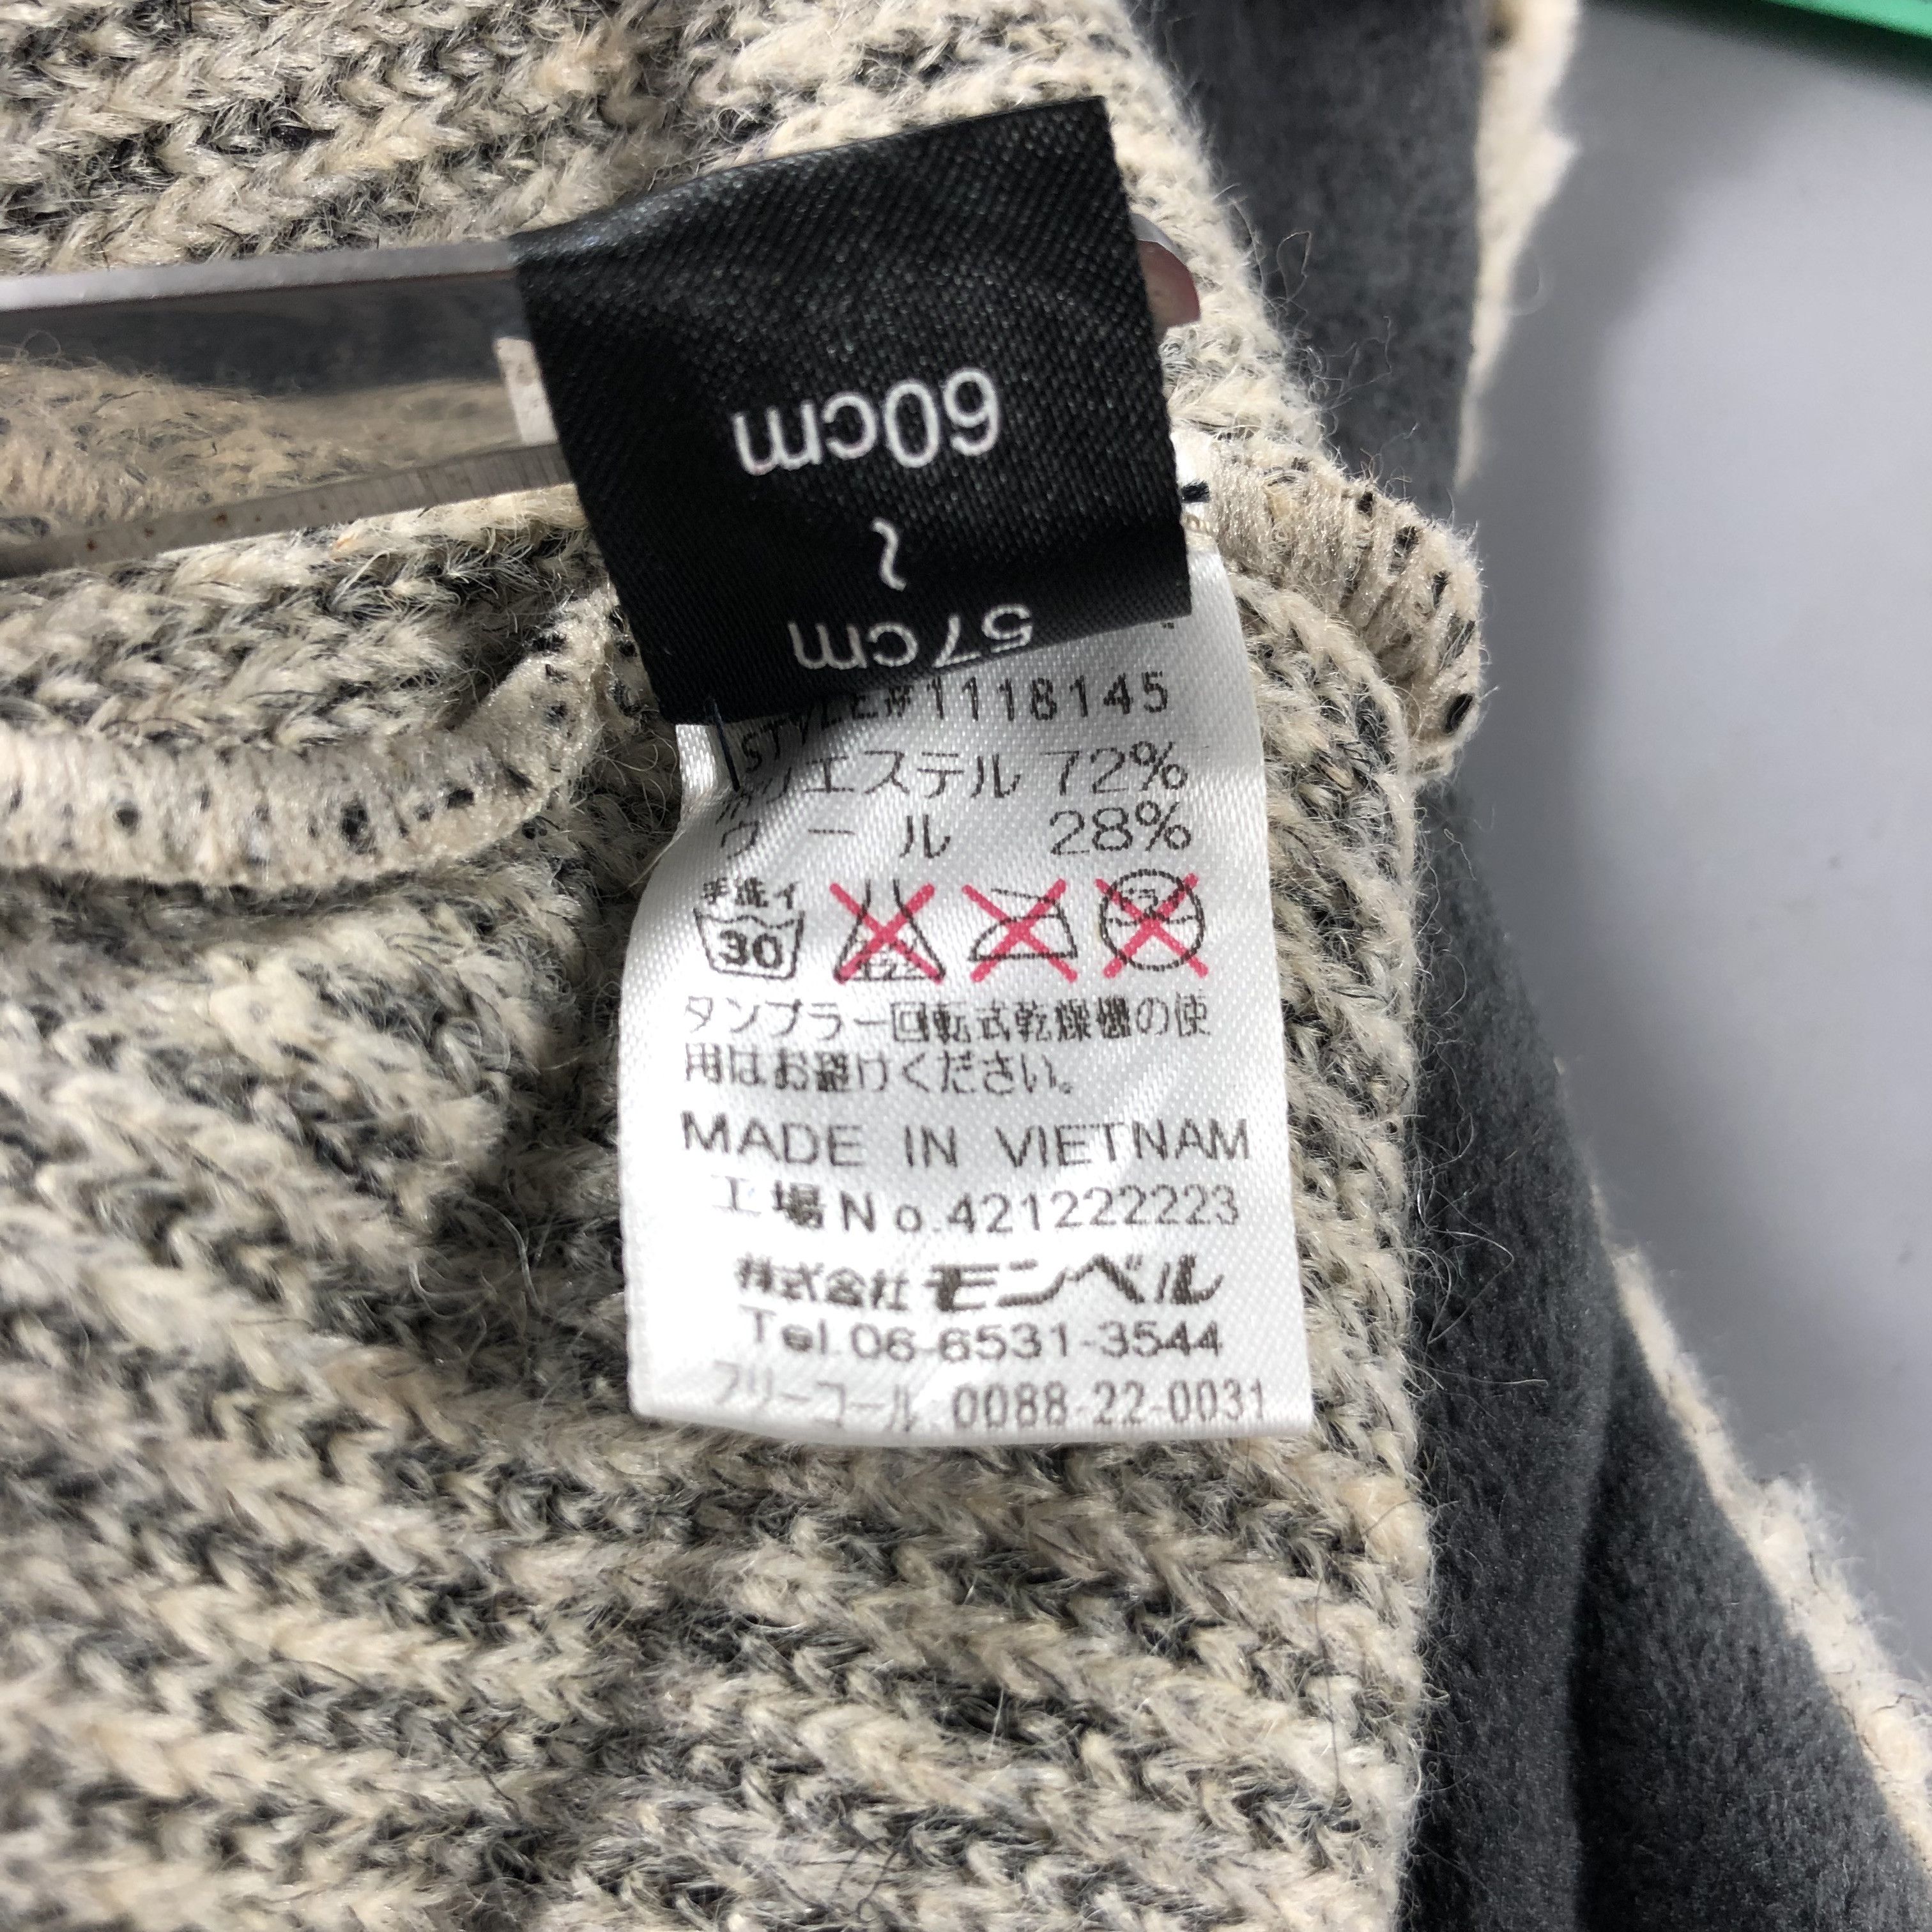 60cm
~
57cm
STYLE#1118145
ポリエステル 72%
ウール 28%
手洗イ
30
タンブラー回転式乾燥機の使
用はお避けください。
MADE IN VIETNAM
工場No.421222223
株式会社モンベル
Tel.06-6531-3544
フリーコール 0088-22-0031